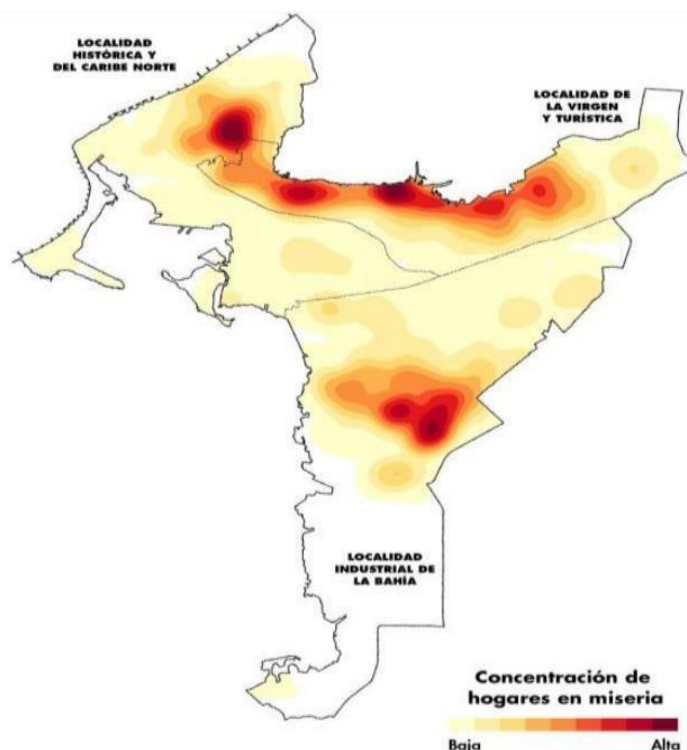 LOCALIDAD
HISTÓRICA Y
DEL CARIBE NORTE
LOCALIDAD DE
LA VIRGEN
Y TURÍSTICA
LOCALIDAD
INDUSTRIAL DE
LA BAHÍA
Concentración de
hogares en miseria
Baja Alta